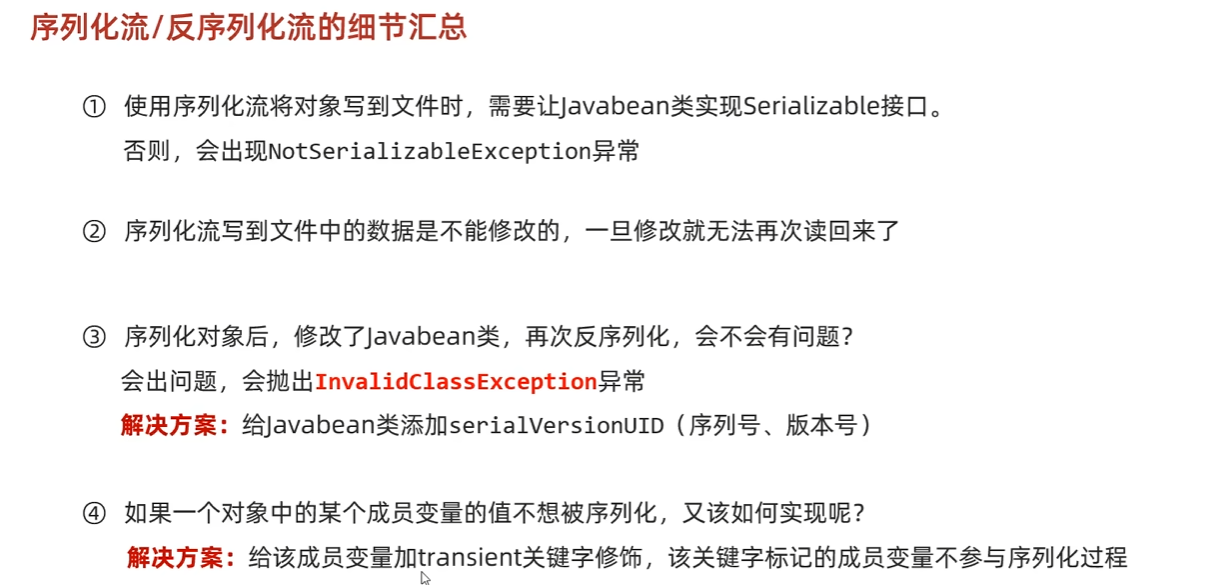 序列化流/反序列化流的细节汇总
① 使用序列化流将对象写到文件时，需要让Javabean类实现Serializable接口。
否则，会出现NotSerializableException异常
② 序列化流写到文件中的数据是不能修改的，一旦修改就无法再次读回来了
③ 序列化对象后，修改了Javabean类，再次反序列化，会不会有问题？
会出问题，会抛出InvalidClassException异常
解决方案：给Javabean类添加serialVersionUID（序列号、版本号）
④ 如果一个对象中的某个成员变量的值不想被序列化，又该如何实现呢？
解决方案：给该成员变量加transient关键字修饰，该关键字标记的成员变量不参与序列化过程